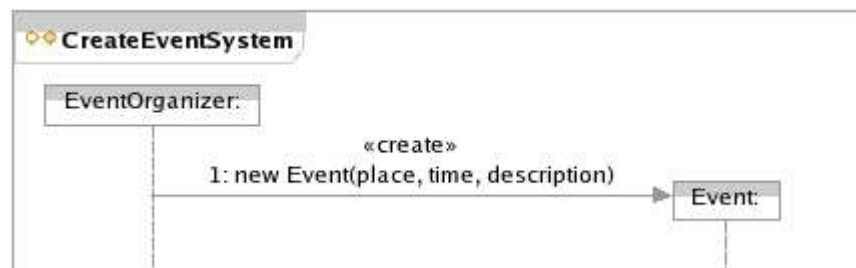 CreateEventSystem
EventOrganizer:
«create»
1: new Event(place, time, description)
Event: